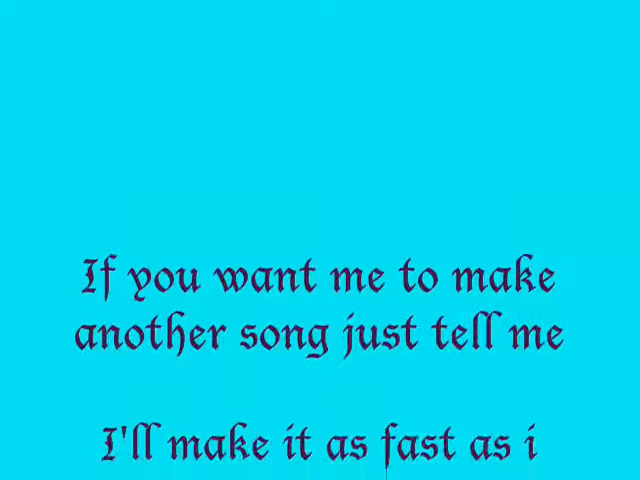 If you want me to make
another song just tell me
I'll make it as fast as i